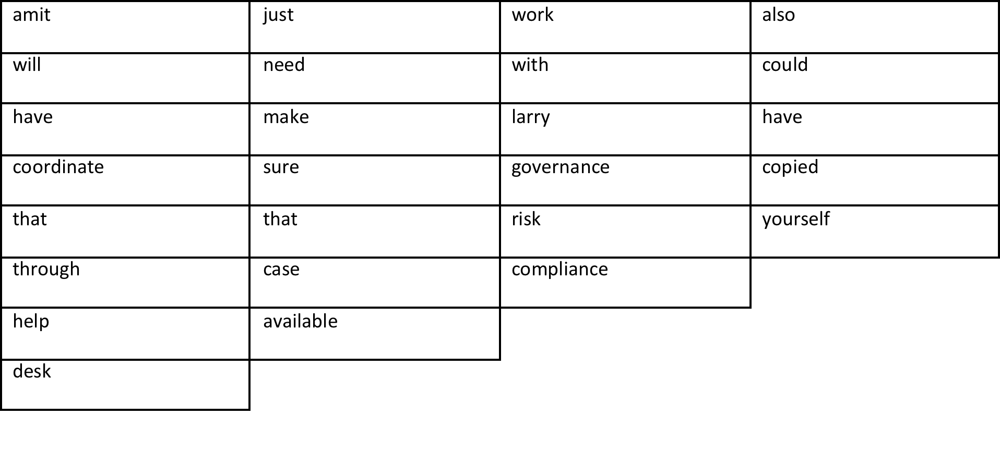 amit just work also
will need with could
have make larry have
coordinate sure governance copied
that that risk yourself
through case compliance
help available
desk